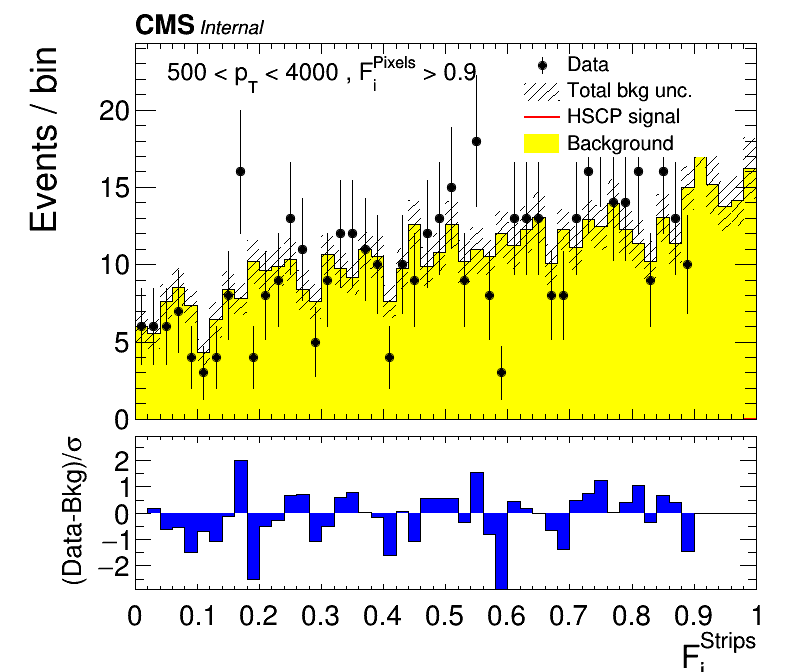 CMS Internal
500 < p_T < 4000 , F_i^Pixels > 0.9
Data
Total bkg unc.
HSCP signal
Background
Events / bin
20
15
10
5
0
(Data-Bkg)/σ
2
1
0
−1
−2
0 0.1 0.2 0.3 0.4 0.5 0.6 0.7 0.8 0.9 1
F_i^Strips